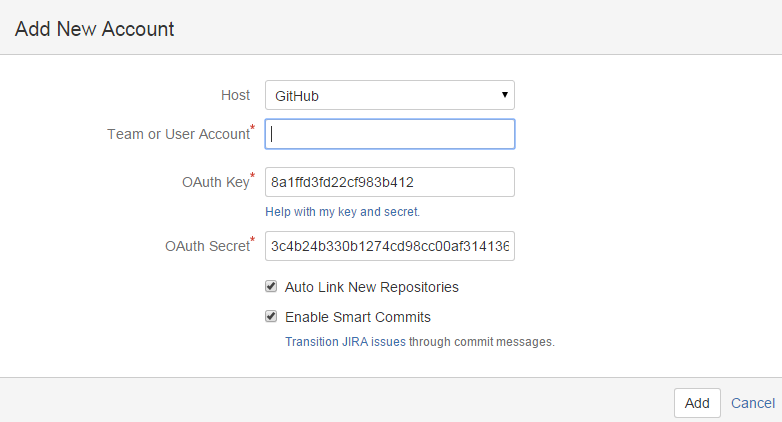 Add New Account
Host GitHub
Team or User Account*
OAuth Key* 8a1ffd3fd22cf983b412
Help with my key and secret.
OAuth Secret* 3c4b24b330b1274cd98cc00af314136
Auto Link New Repositories
Enable Smart Commits
Transition JIRA issues through commit messages.
Add Cancel